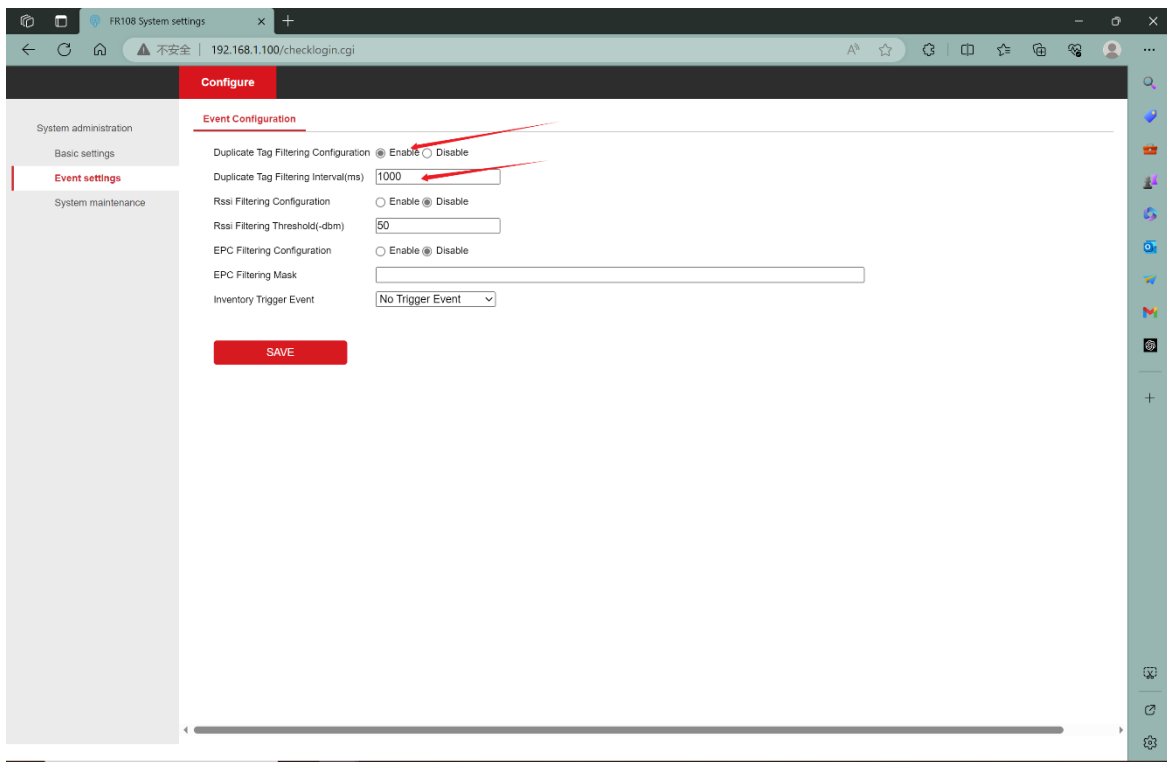 FR108 System settings
不安全 192.168.1.100/checklogin.cgi
Configure
System administration
Basic settings
Event settings
System maintenance
Event Configuration
Duplicate Tag Filtering Configuration Enable Disable
Duplicate Tag Filtering Interval(ms) 1000
Rssi Filtering Configuration Enable Disable
Rssi Filtering Threshold(-dbm) 50
EPC Filtering Configuration Enable Disable
EPC Filtering Mask
Inventory Trigger Event No Trigger Event
SAVE